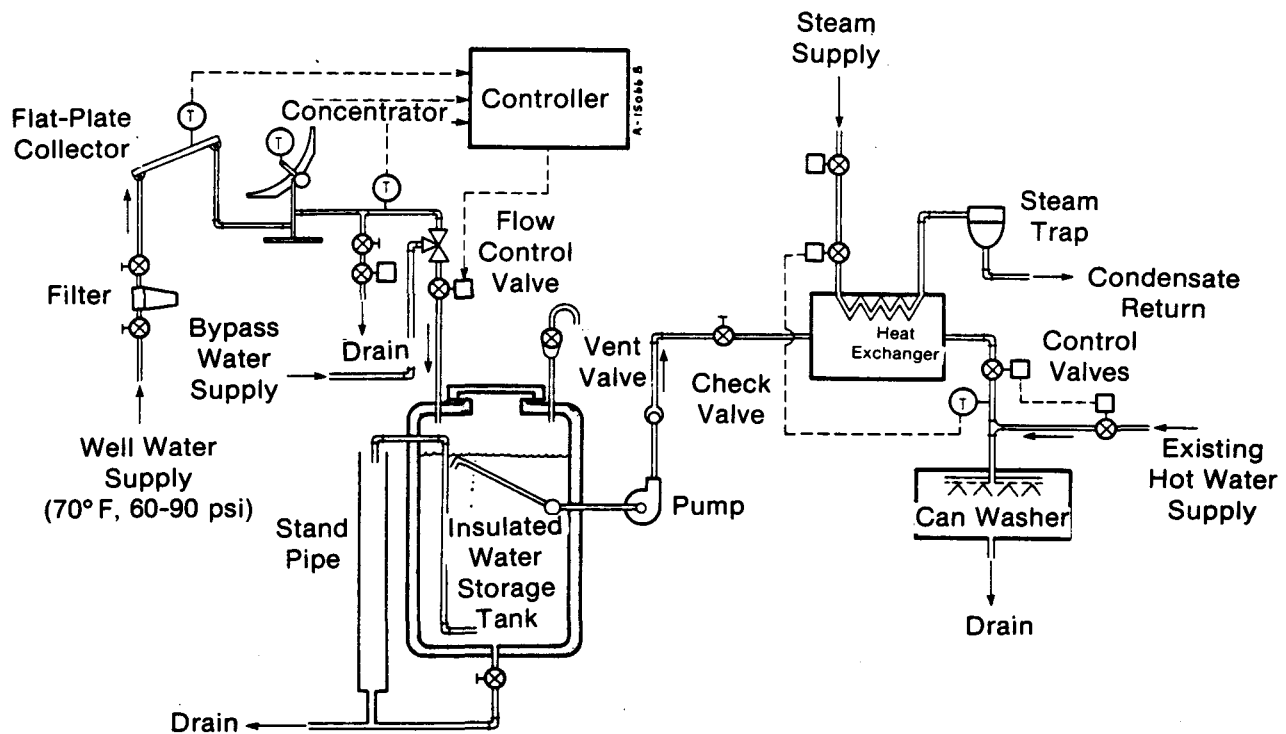 Steam
Supply
Controller
A-15066 B
Concentrator
Flat-Plate
Collector
T
T
T
Flow
Control
Valve
Steam
Trap
Condensate
Return
Filter
Bypass
Water
Supply
Drain
Vent
Valve
Heat
Exchanger
Control
Valves
Check
Valve
T
Well Water
Supply
(70° F, 60-90 psi)
Existing
Hot Water
Supply
Stand
Pipe
Insulated
Water
Storage
Tank
Pump
Can Washer
Drain
Drain